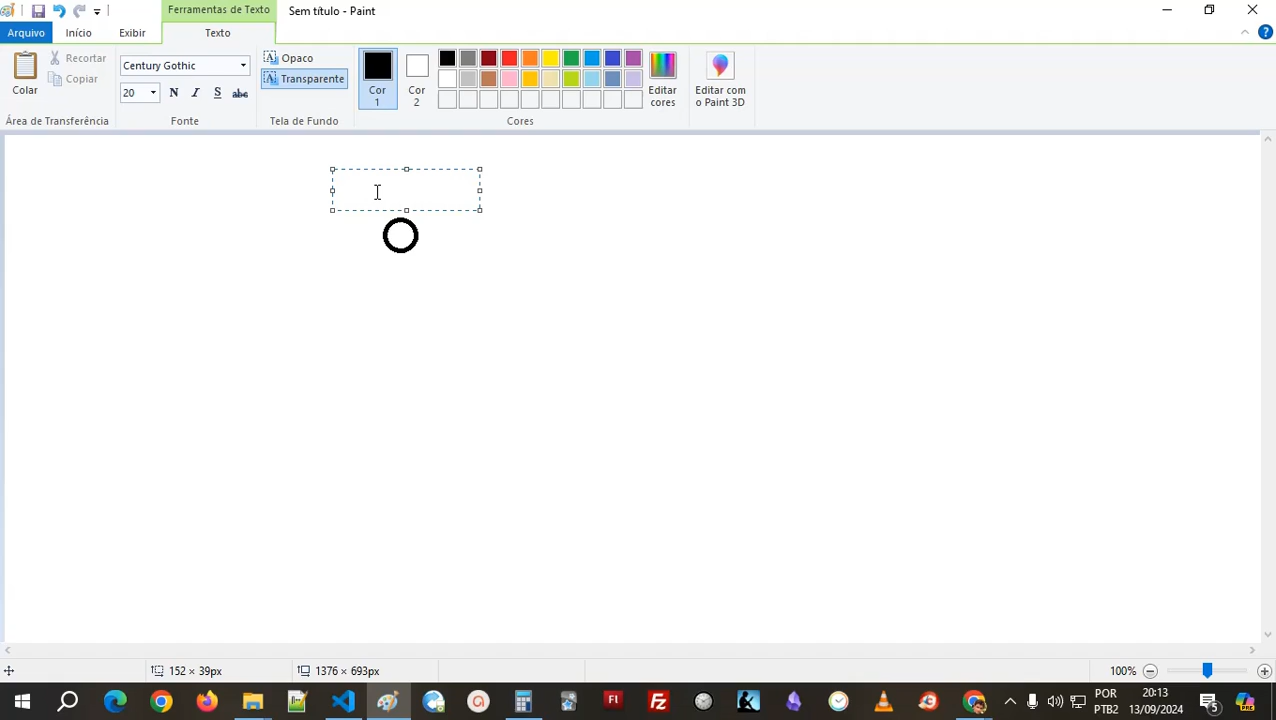 Ferramentas de Texto
Sem título - Paint
Arquivo
Início
Exibir
Texto
Colar
Recortar
Copiar
Área de Transferência
Century Gothic
20
N
I
S
abc
Fonte
Opaco
Transparente
Tela de Fundo
Cor
1
Cor
2
Editar
cores
Cores
Editar com
o Paint 3D
152 × 39px
1376 × 693px
100%
POR
PTB2
20:13
13/09/2024
5